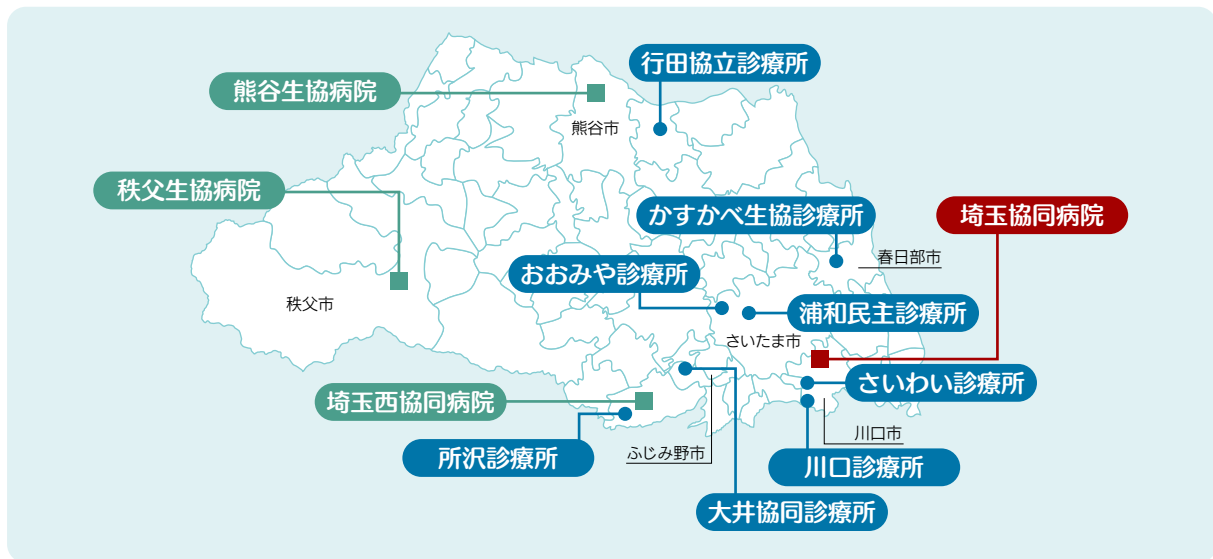 行田協立診療所
熊谷生協病院
熊谷市
秩父生協病院
かすかべ生協診療所
埼玉協同病院
春日部市
おおみや診療所
秩父市
浦和民主診療所
さいたま市
さいわい診療所
埼玉西協同病院
川口市
所沢診療所
ふじみ野市
川口診療所
大井協同診療所